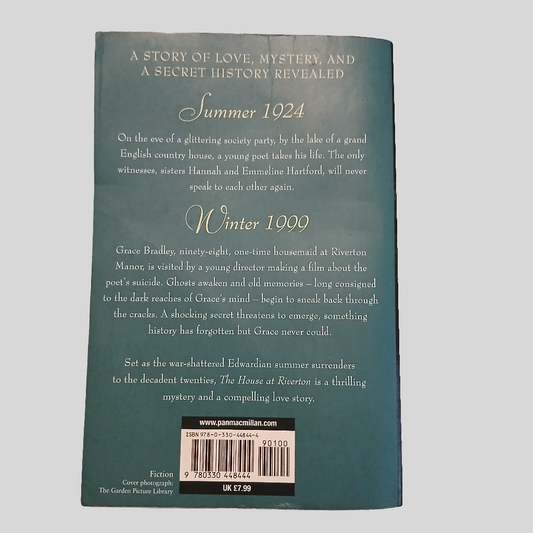 A STORY OF LOVE, MYSTERY, AND
A SECRET HISTORY REVEALED
Summer 1924
On the eve of a glittering society party, by the lake of a grand
English country house, a young poet takes his life. The only
witnesses, sisters Hannah and Emmeline Hartford, will never
speak to each other again.
Winter 1999
Grace Bradley, ninety-eight, one-time housemaid at Riverton
Manor, is visited by a young director making a film about the
poet's suicide. Ghosts awaken and old memories – long consigned
to the dark reaches of Grace's mind – begin to sneak back through
the cracks. A shocking secret threatens to emerge, something
history has forgotten but Grace never could.
Set as the war-shattered Edwardian summer surrenders
to the decadent twenties, The House at Riverton is a thrilling
mystery and a compelling love story.
www.panmacmillan.com
ISBN 978-0-330-44844-4
90100
9 780330 448444
UK £7.99
Fiction
Cover photograph:
The Garden Picture Library